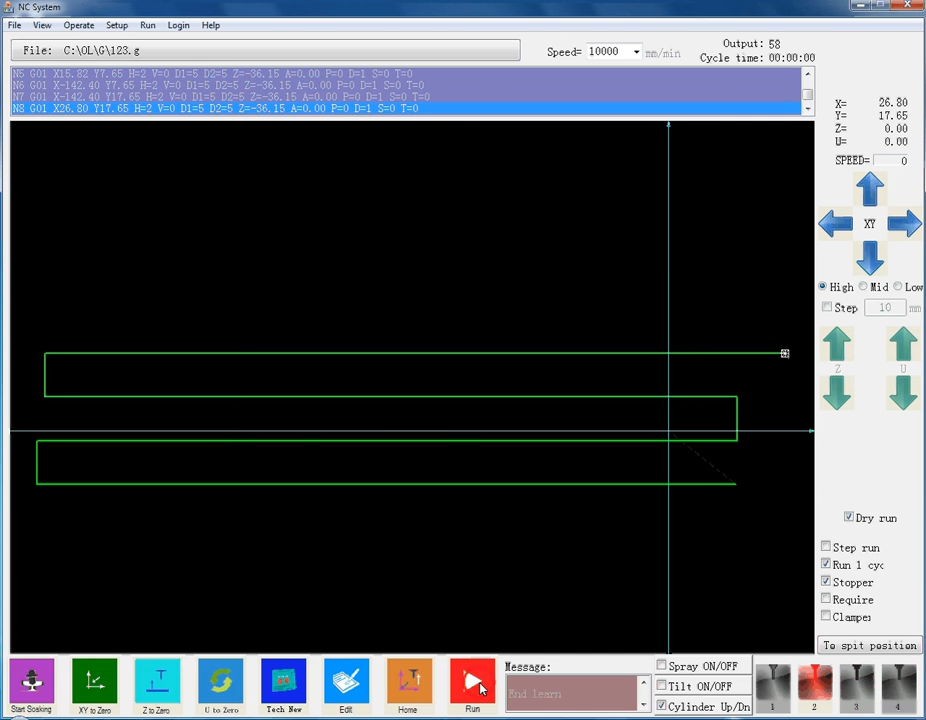 NC System
File View Operate Setup Run Login Help
File: C:\OL\G\123.g
Speed= 10000 mm/min
Output: 58
Cycle time: 00:00:00
N5 G01 X15.82 Y7.65 H=2 V=0 D1=5 D2=5 Z=-36.15 A=0.00 P=0 D=1 S=0 T=0
N6 G01 X-142.40 Y7.65 H=2 V=0 D1=5 D2=5 Z=-36.15 A=0.00 P=0 D=1 S=0 T=0
N7 G01 X-142.40 Y17.65 H=2 V=0 D1=5 D2=5 Z=-36.15 A=0.00 P=0 D=1 S=0 T=0
N8 G01 X26.80 Y17.65 H=2 V=0 D1=5 D2=5 Z=-36.15 A=0.00 P=0 D=1 S=0 T=0
X= 26.80
Y= 17.65
Z= 0.00
U= 0.00
SPEED= 0
XY
High Mid Low
Step 10 mm
Z U
Dry run
Step run
Run 1 cyc
Stopper
Require
Clamper
To spit position
Start Soaking
XY to Zero
Z to Zero
U to Zero
Tech New
Edit
Home
Run
Message:
End learn
Spray ON/OFF
Tilt ON/OFF
Cylinder Up/Dn
1 2 3 4